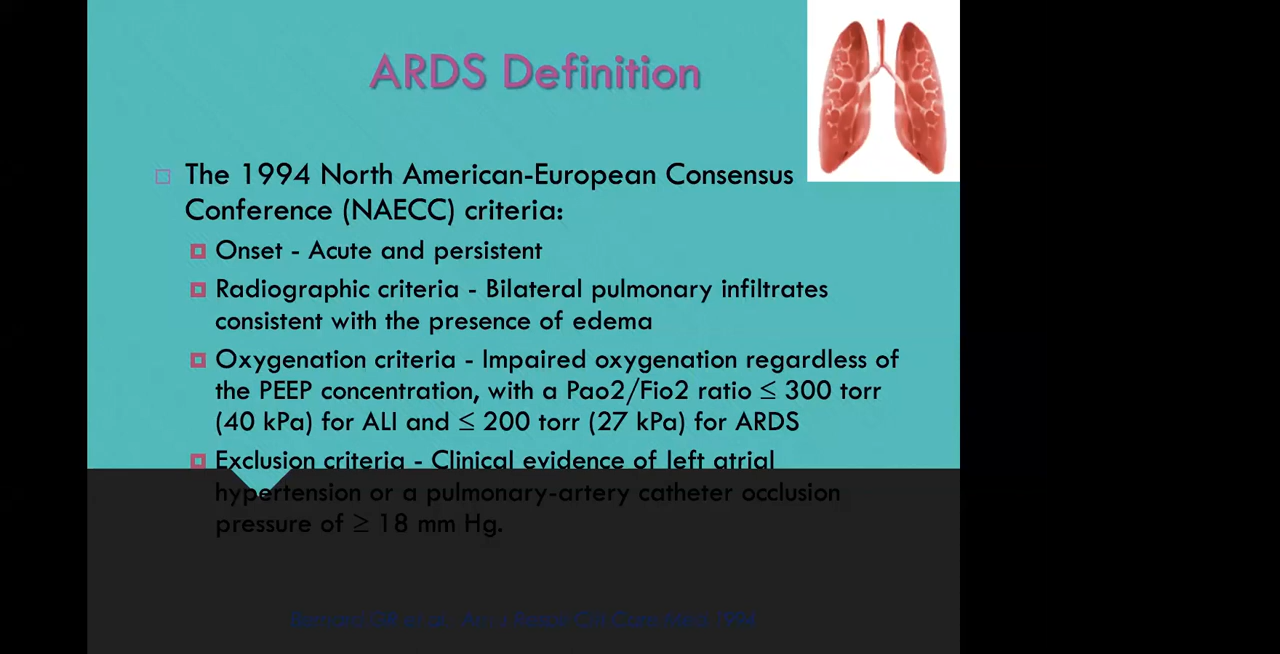 ARDS Definition
The 1994 North American-European Consensus
Conference (NAECC) criteria:
Onset - Acute and persistent
Radiographic criteria - Bilateral pulmonary infiltrates
consistent with the presence of edema
Oxygenation criteria - Impaired oxygenation regardless of
the PEEP concentration, with a Pao2/Fio2 ratio ≤ 300 torr
(40 kPa) for ALI and ≤ 200 torr (27 kPa) for ARDS
Exclusion criteria - Clinical evidence of left atrial
hypertension or a pulmonary-artery catheter occlusion
pressure of ≥ 18 mm Hg.
1994